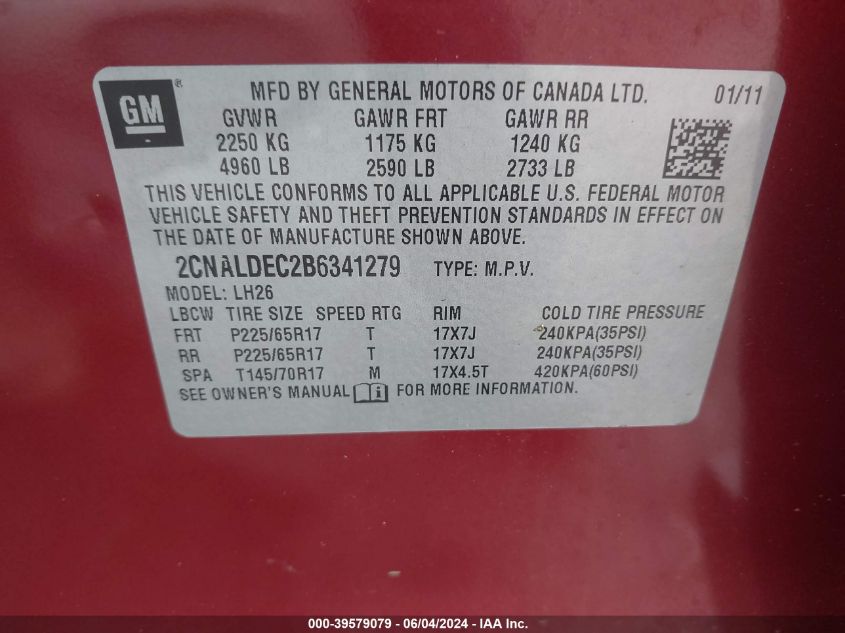 GM ®
MFD BY GENERAL MOTORS OF CANADA LTD. 01/11
GVWR GAWR FRT GAWR RR
2250 KG 1175 KG 1240 KG
4960 LB 2590 LB 2733 LB
THIS VEHICLE CONFORMS TO ALL APPLICABLE U.S. FEDERAL MOTOR
VEHICLE SAFETY AND THEFT PREVENTION STANDARDS IN EFFECT ON
THE DATE OF MANUFACTURE SHOWN ABOVE.
2CNALDEC2B6341279 TYPE: M.P.V.
MODEL: LH26
LBCW TIRE SIZE SPEED RTG RIM COLD TIRE PRESSURE
FRT P225/65R17 T 17X7J 240KPA(35PSI)
RR P225/65R17 T 17X7J 240KPA(35PSI)
SPA T145/70R17 M 17X4.5T 420KPA(60PSI)
SEE OWNER'S MANUAL i FOR MORE INFORMATION.
000-39579079 - 06/04/2024 - IAA Inc.